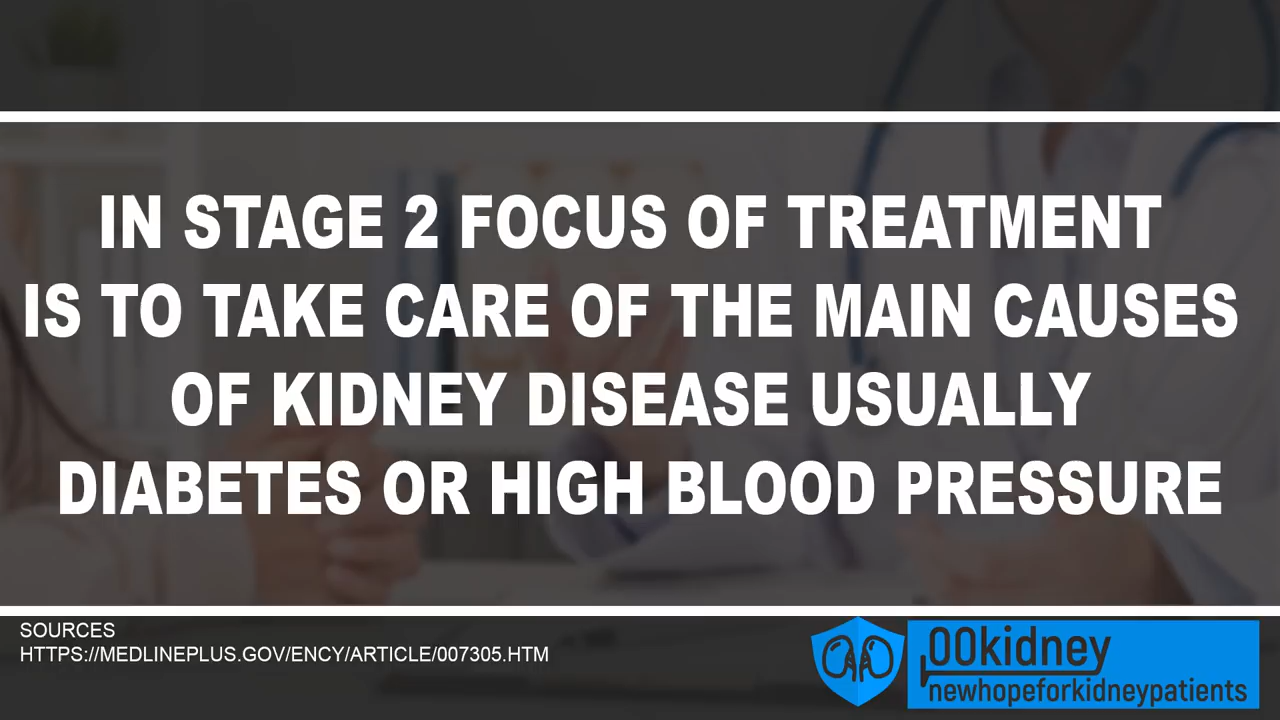 IN STAGE 2 FOCUS OF TREATMENT
IS TO TAKE CARE OF THE MAIN CAUSES
OF KIDNEY DISEASE USUALLY
DIABETES OR HIGH BLOOD PRESSURE
SOURCES
HTTPS://MEDLINEPLUS.GOV/ENCY/ARTICLE/007305.HTM
00kidney
newhopeforkidneypatients